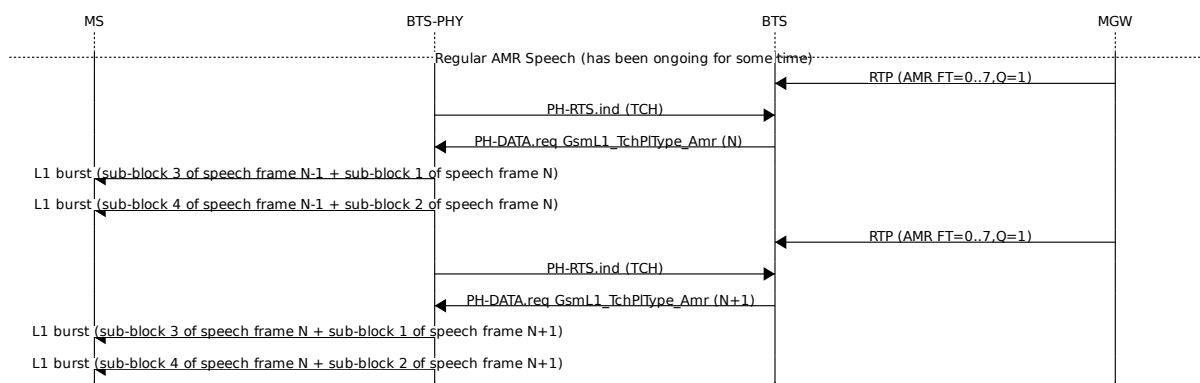 MS BTS-PHY BTS MGW
Regular AMR Speech (has been ongoing for some time)
RTP (AMR FT=0..7,Q=1)
PH-RTS.ind (TCH)
PH-DATA.req GsmL1_TchPlType_Amr (N)
L1 burst (sub-block 3 of speech frame N-1 + sub-block 1 of speech frame N)
L1 burst (sub-block 4 of speech frame N-1 + sub-block 2 of speech frame N)
RTP (AMR FT=0..7,Q=1)
PH-RTS.ind (TCH)
PH-DATA.req GsmL1_TchPlType_Amr (N+1)
L1 burst (sub-block 3 of speech frame N + sub-block 1 of speech frame N+1)
L1 burst (sub-block 4 of speech frame N + sub-block 2 of speech frame N+1)